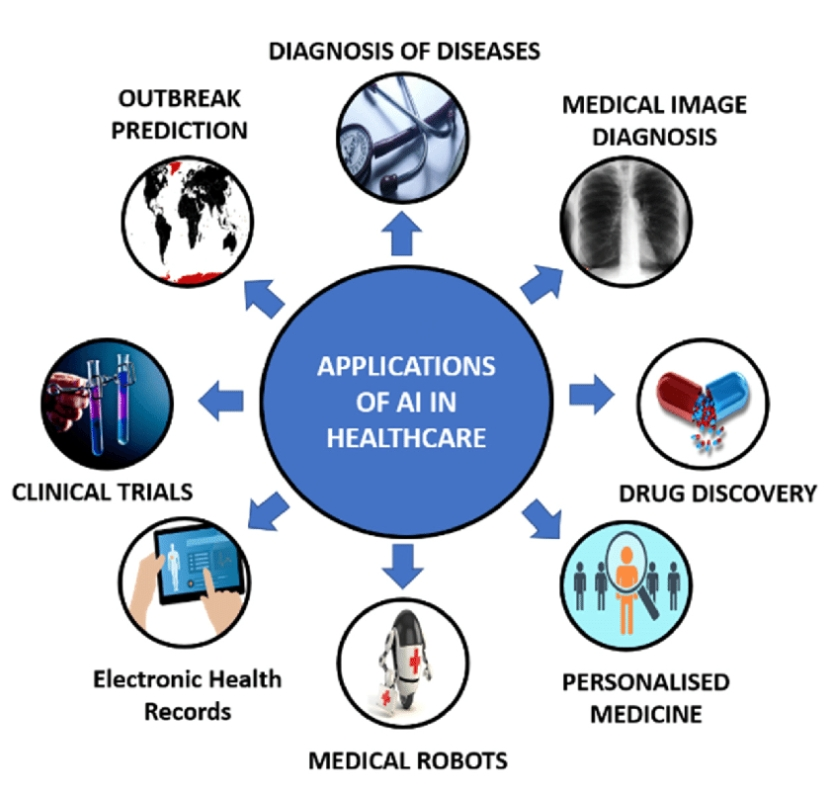 DIAGNOSIS OF DISEASES
OUTBREAK
PREDICTION
MEDICAL IMAGE
DIAGNOSIS
APPLICATIONS
OF AI IN
HEALTHCARE
CLINICAL TRIALS
DRUG DISCOVERY
Electronic Health
Records
PERSONALISED
MEDICINE
MEDICAL ROBOTS